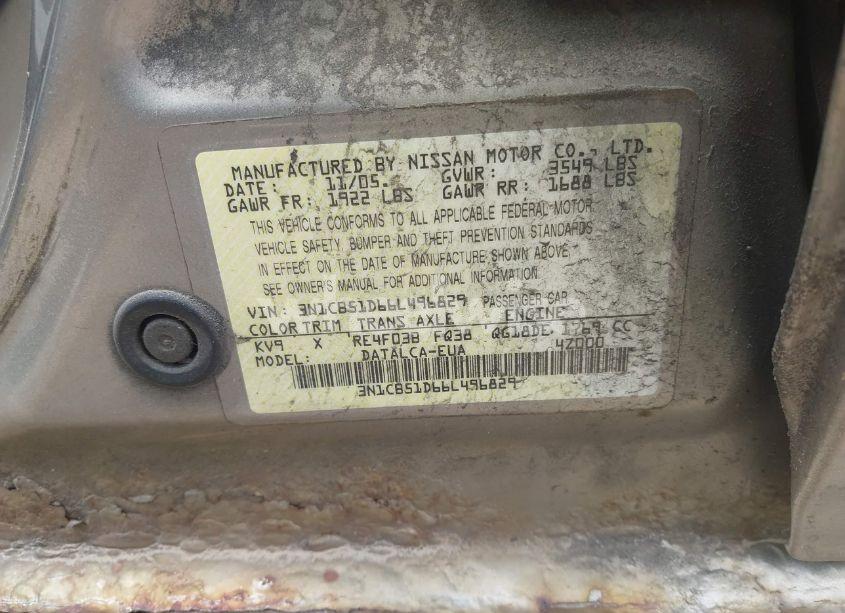 MANUFACTURED BY NISSAN MOTOR CO., LTD.
DATE: 11/05. GVWR: 3549 LBS
GAWR FR: 1922 LBS GAWR RR: 1688 LBS
THIS VEHICLE CONFORMS TO ALL APPLICABLE FEDERAL MOTOR
VEHICLE SAFETY, BUMPER AND THEFT PREVENTION STANDARDS
IN EFFECT ON THE DATE OF MANUFACTURE SHOWN ABOVE.
SEE OWNER'S MANUAL FOR ADDITIONAL INFORMATION.
VIN: 3N1CB51D66L496829 PASSENGER CAR
COLOR TRIM TRANS AXLE ENGINE
KV9 X RE4F03B FQ38 QG18DE 1769 CC
MODEL: DATALCA-EUA 4Z000
3N1CB51D66L496829